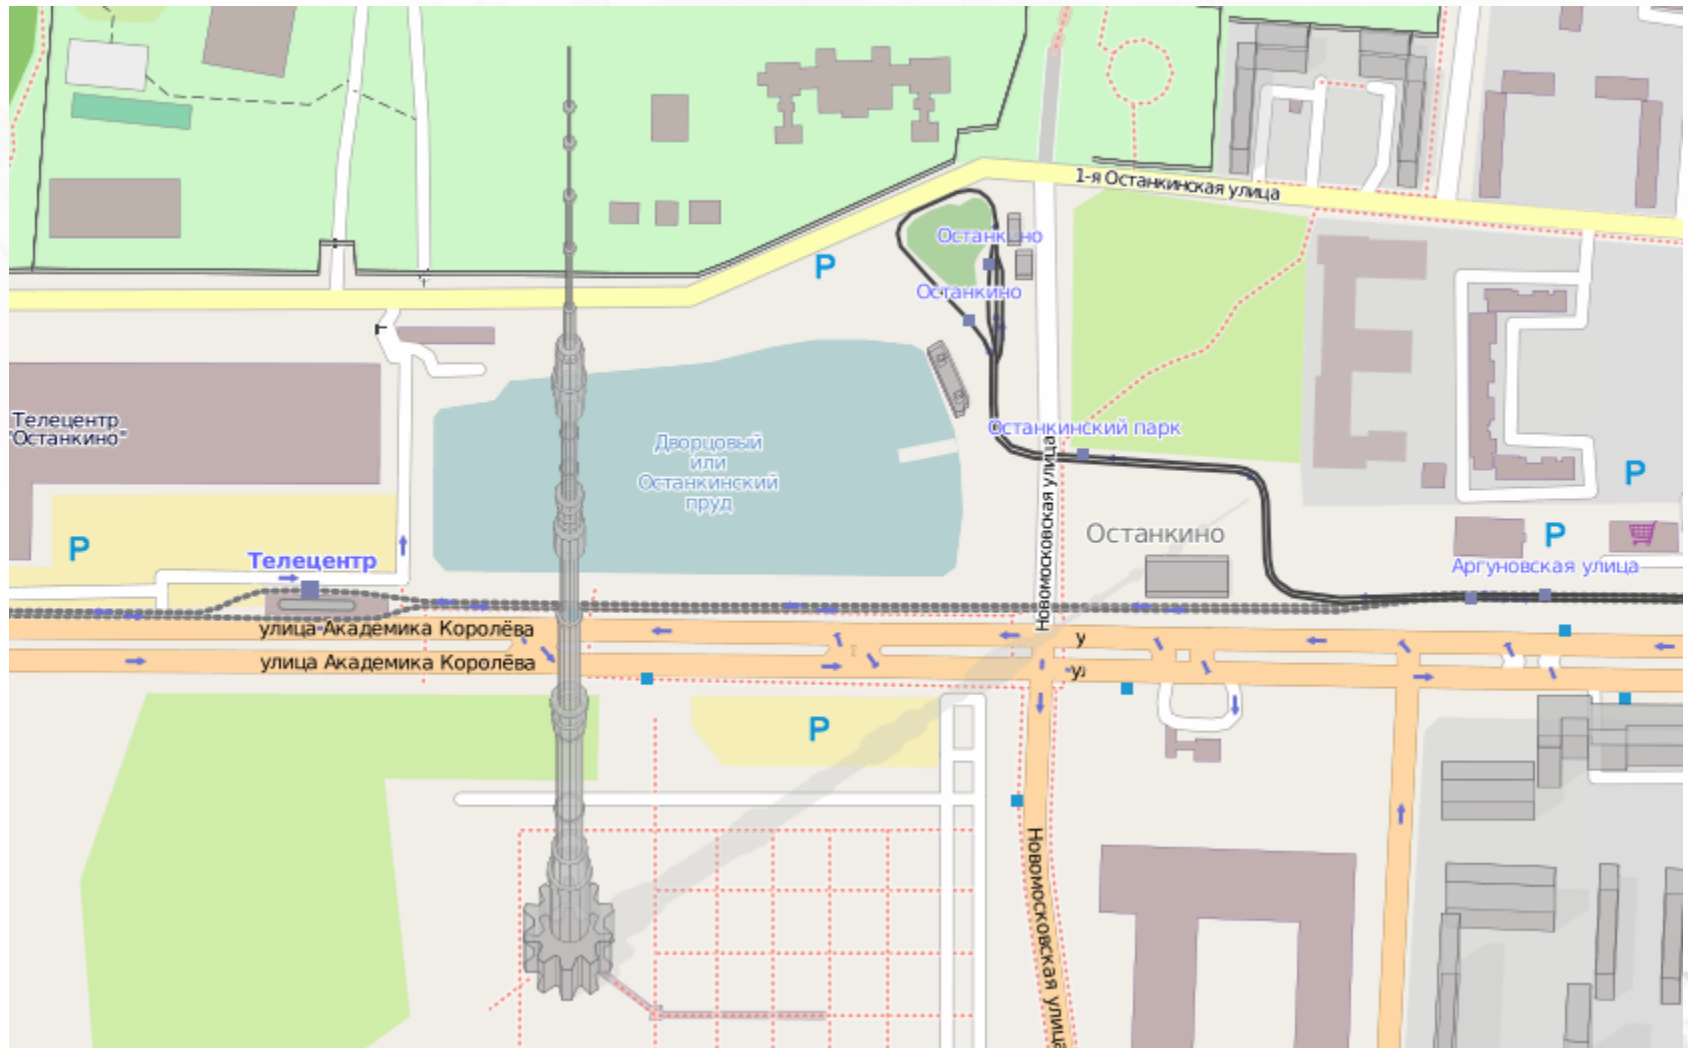 1-я Останкинская улица
Останкино
Останкино
P
Телецентр
"Останкино"
Останкинский парк
Дворцовый
или
Останкинский
пруд
P
Новомосковская улица
Останкино
P
P
P
Телецентр
Аргуновская улица
улица Академика Королёва
у
улица Академика Королёва
P
Новомосковская улица